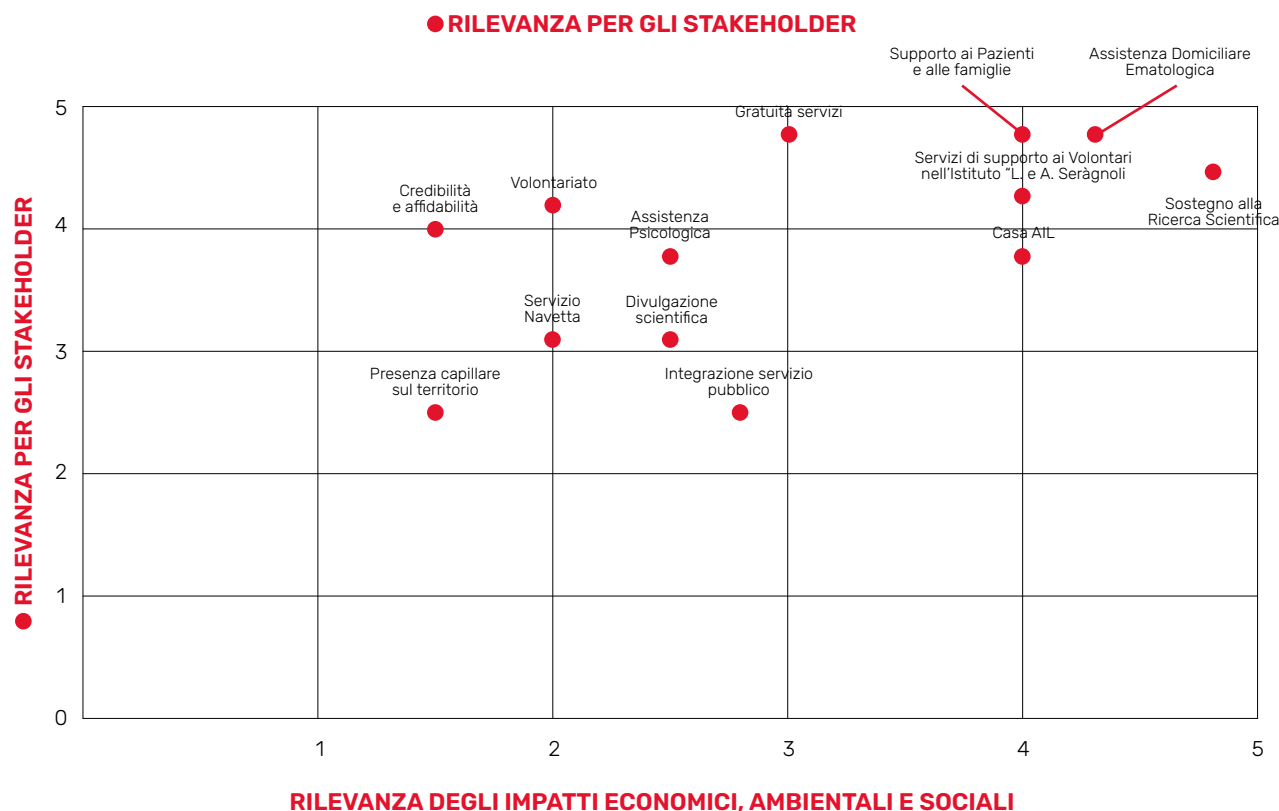 RILEVANZA PER GLI STAKEHOLDER
Supporto ai Pazienti
e alle famiglie
Assistenza Domiciliare
Ematologica
Gratuità servizi
Servizi di supporto ai Volontari
nell'Istituto "L. e A. Seràgnoli
Sostegno alla
Ricerca Scientifica
Credibilità
e affidabilità
Volontariato
Assistenza
Psicologica
Casa AIL
Servizio
Navetta
Divulgazione
scientifica
Presenza capillare
sul territorio
Integrazione servizio
pubblico
RILEVANZA PER GLI STAKEHOLDER
5
4
3
2
1
0
1
2
3
4
5
RILEVANZA DEGLI IMPATTI ECONOMICI, AMBIENTALI E SOCIALI